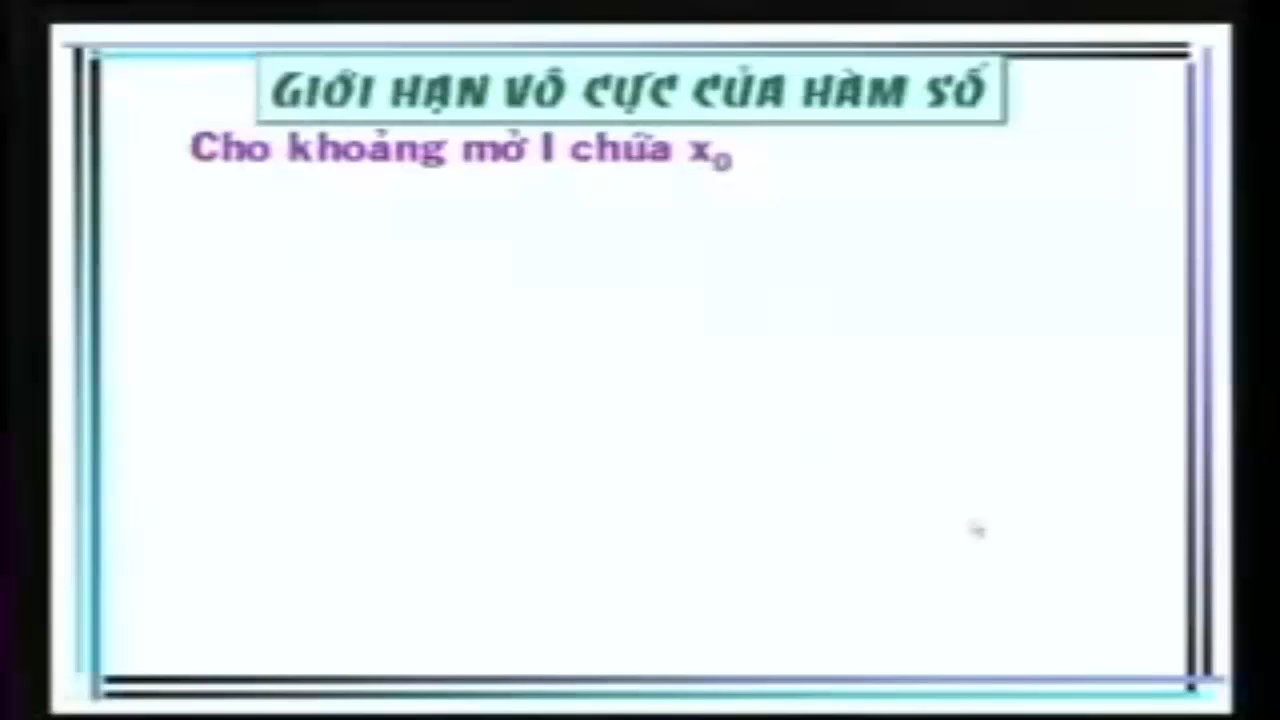 GIỚI HẠN VÔ CỰC CỦA HÀM SỐ
Cho khoảng mở I chứa x₀